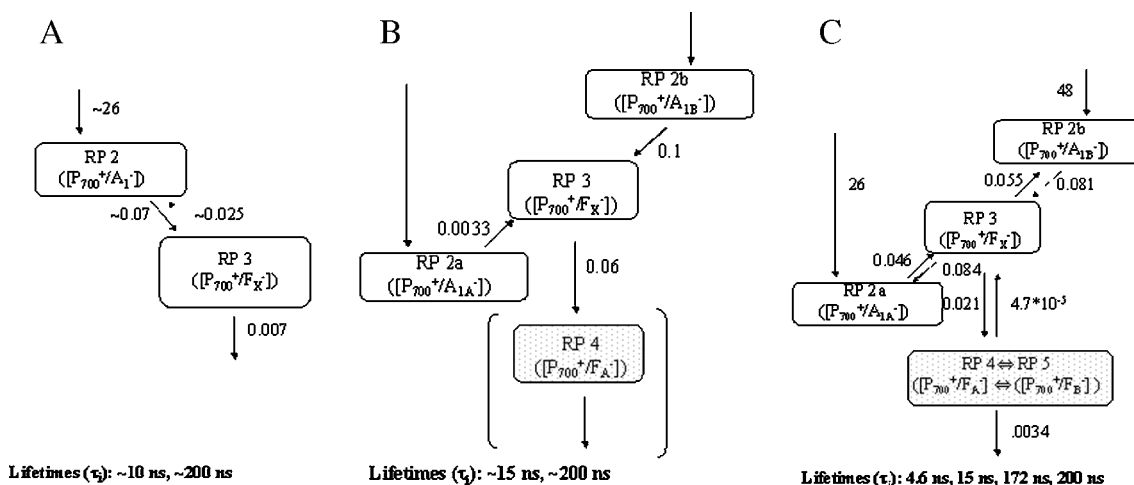 A
~26
RP 2
([P₇₀₀⁺/A₁⁻])
~0.07
~0.025
RP 3
([P₇₀₀⁺/Fₓ⁻])
0.007
Lifetimes (τᵢ): ~10 ns, ~200 ns
B
RP 2b
([P₇₀₀⁺/A₁B⁻])
0.1
RP 3
([P₇₀₀⁺/Fₓ⁻])
0.0033
RP 2a
([P₇₀₀⁺/A₁A⁻])
0.06
RP 4
([P₇₀₀⁺/F_A⁻])
Lifetimes (τᵢ): ~15 ns, ~200 ns
C
48
RP 2b
([P₇₀₀⁺/A₁B⁻])
26
0.055
0.081
RP 3
([P₇₀₀⁺/Fₓ⁻])
0.046
0.084
RP 2a
([P₇₀₀⁺/A₁A⁻])
0.021
4.7*10⁻⁵
RP 4⇔RP 5
([P₇₀₀⁺/F_A⁻] ⇔([P₇₀₀⁺/F_B⁻])
.0034
Lifetimes (τᵢ): 4.6 ns, 15 ns, 172 ns, 200 ns